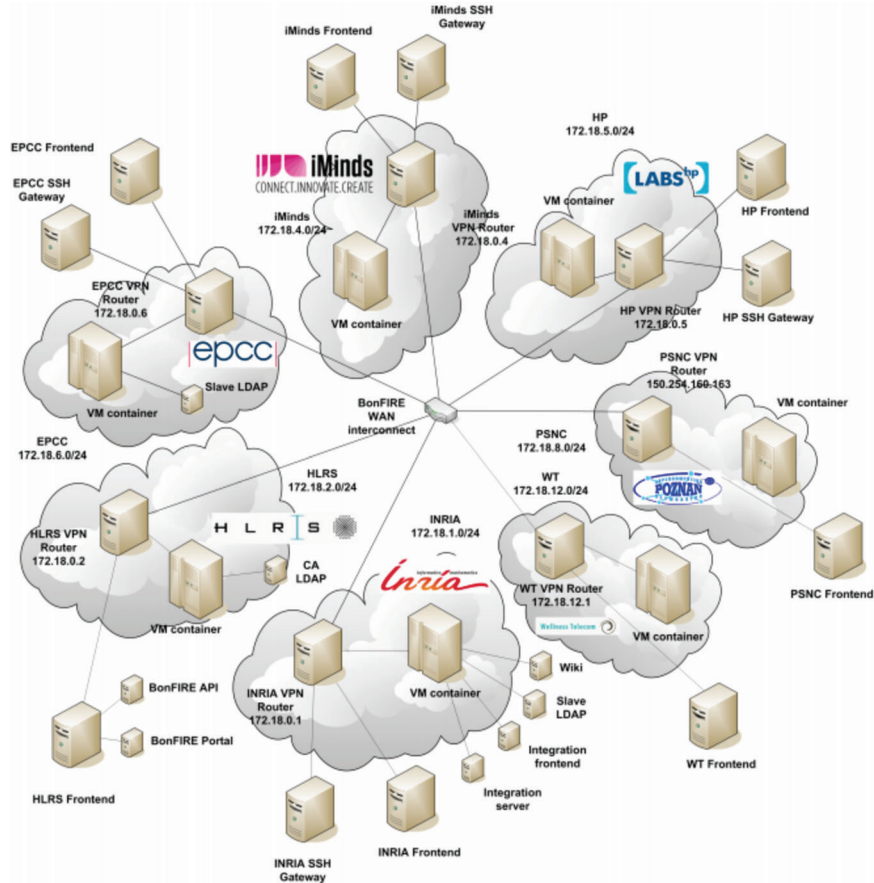 iMinds SSH
Gateway
iMinds Frontend
HP
172.18.5.0/24
EPCC Frontend
iMinds
CONNECT.INNOVATE.CREATE
LABS hp
EPCC SSH
Gateway
VM container
HP Frontend
iMinds
172.18.4.0/24
iMinds
VPN Router
172.18.0.4
EPCC VPN
Router
172.18.0.6
VM container
HP VPN Router
172.18.0.5
HP SSH Gateway
epcc
PSNC VPN
Router
150.254.160.163
Slave LDAP
VM container
VM container
BonFIRE
WAN
interconnect
EPCC
172.18.6.0/24
PSNC
172.18.8.0/24
HLRS
172.18.2.0/24
WT
172.18.12.0/24
POZNAN
H L R S
INRIA
172.18.1.0/24
HLRS VPN
Router
172.18.0.2
CA
LDAP
informatics mathematics
Inria
WT VPN Router
172.18.12.1
PSNC Frontend
VM container
Wellness Telecom
VM container
Wiki
BonFIRE API
INRIA VPN
Router
172.18.0.1
VM container
Slave
LDAP
BonFIRE Portal
Integration
frontend
WT Frontend
HLRS Frontend
Integration
server
INRIA SSH
Gateway
INRIA Frontend